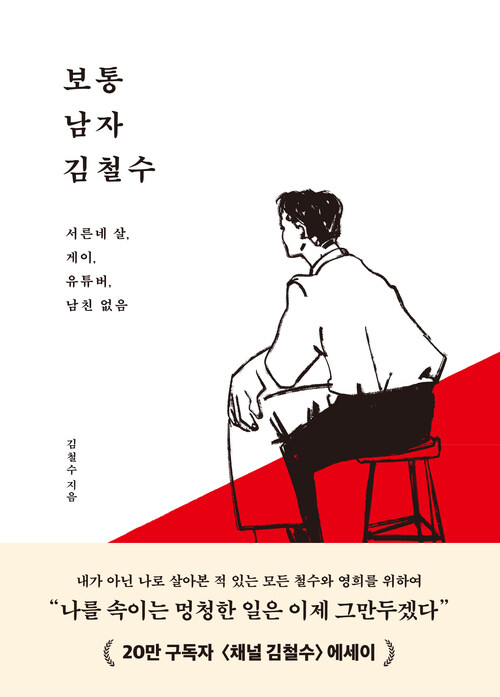 보통
남자
김철수
서른네 살,
게이,
유튜버,
남친 없음
김철수 지음
내가 아닌 나로 살아본 적 있는 모든 철수와 영희를 위하여
“나를 속이는 멍청한 일은 이제 그만두겠다”
20만 구독자 〈채널 김철수〉 에세이